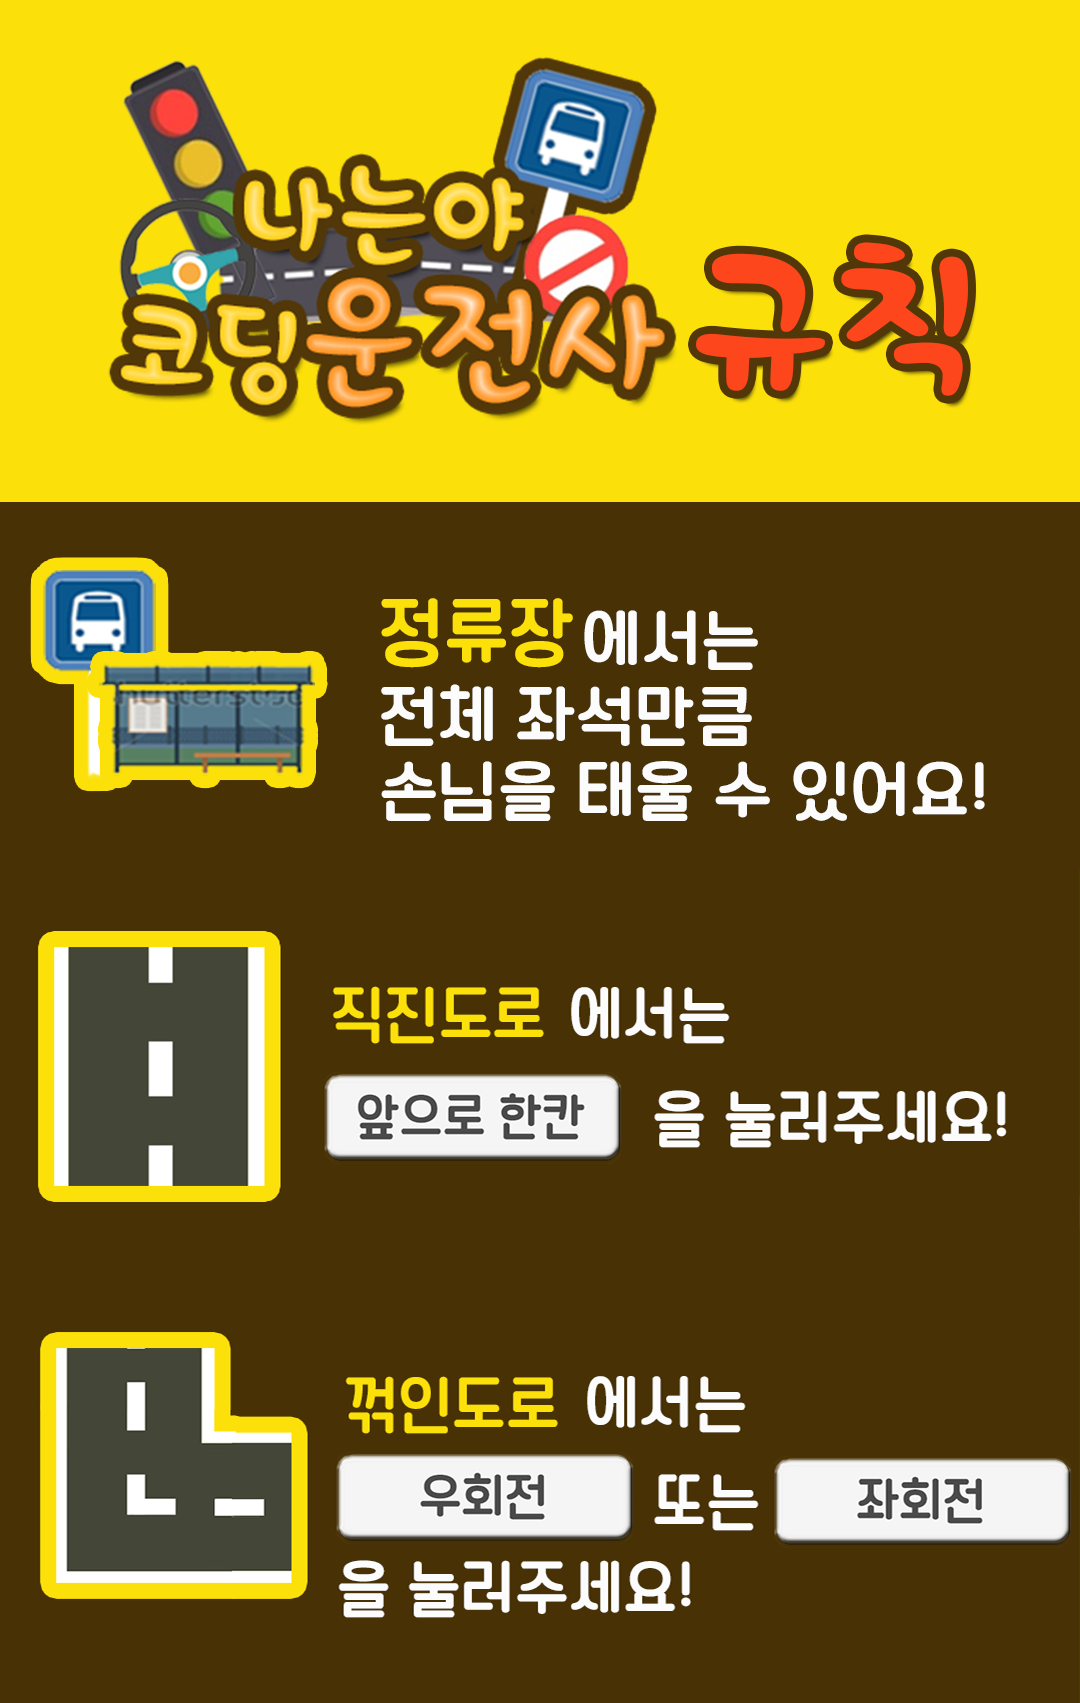 나는야
코딩운전사 규칙
정류장에서는
전체 좌석만큼
손님을 태울 수 있어요!
직진도로 에서는
앞으로 한칸 을 눌러주세요!
꺾인도로 에서는
우회전 또는 좌회전
을 눌러주세요!